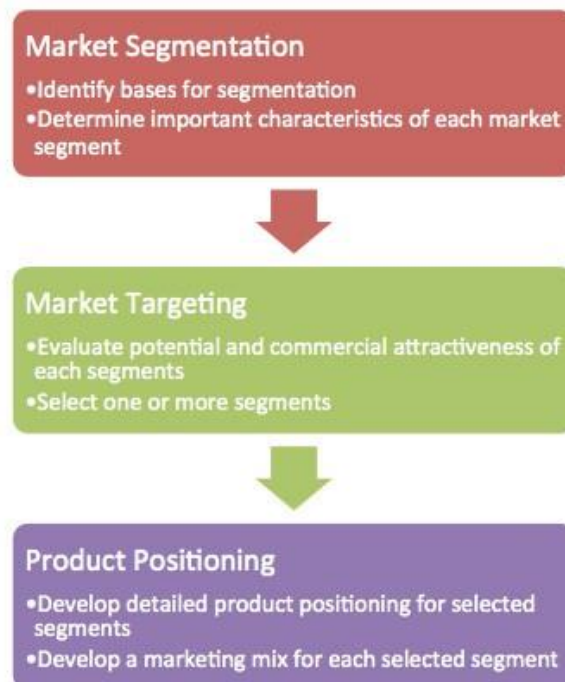 Market Segmentation
•Identify bases for segmentation
•Determine important characteristics of each market
segment
Market Targeting
•Evaluate potential and commercial attractiveness of
each segments
•Select one or more segments
Product Positioning
•Develop detailed product positioning for selected
segments
•Develop a marketing mix for each selected segment